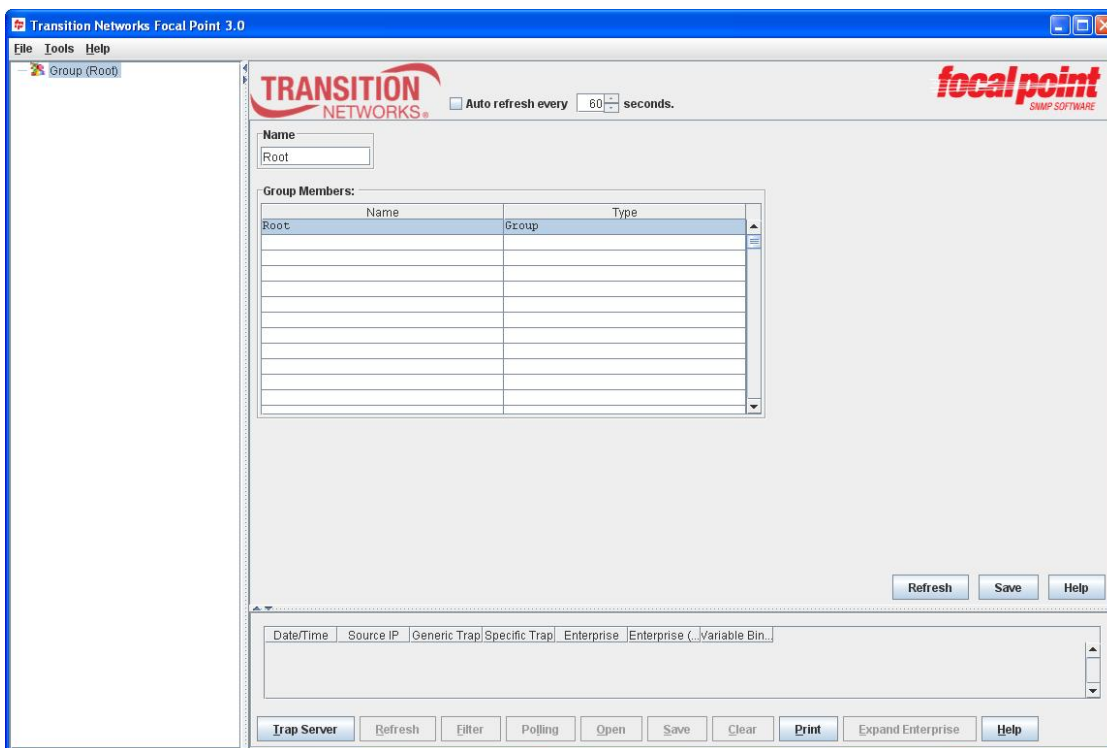 Transition Networks Focal Point 3.0
File Tools Help
Group (Root)
TRANSITION
NETWORKS®
Auto refresh every 60 seconds.
focalpoint
SNMP SOFTWARE
Name
Root
Group Members:
Name Type
Root Group
Refresh Save Help
Date/Time Source IP Generic Trap Specific Trap Enterprise Enterprise (... Variable Bin...
Trap Server Refresh Filter Polling Open Save Clear Print Expand Enterprise Help